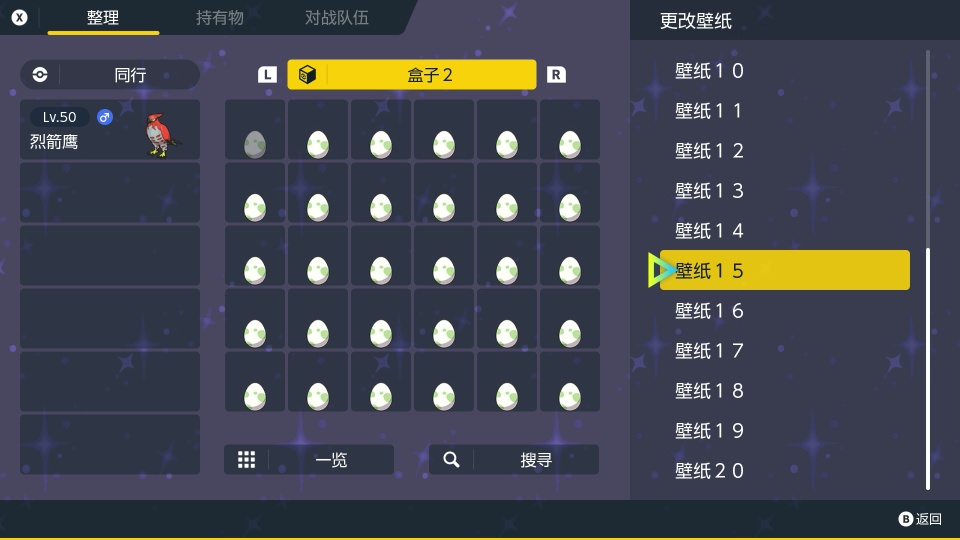 X 整理 持有物 对战队伍
更改壁纸
同行
L 盒子2 R
Lv.50 ♂
烈箭鹰
壁纸10
壁纸11
壁纸12
壁纸13
壁纸14
壁纸15
壁纸16
壁纸17
壁纸18
壁纸19
壁纸20
一览 搜寻
B 返回